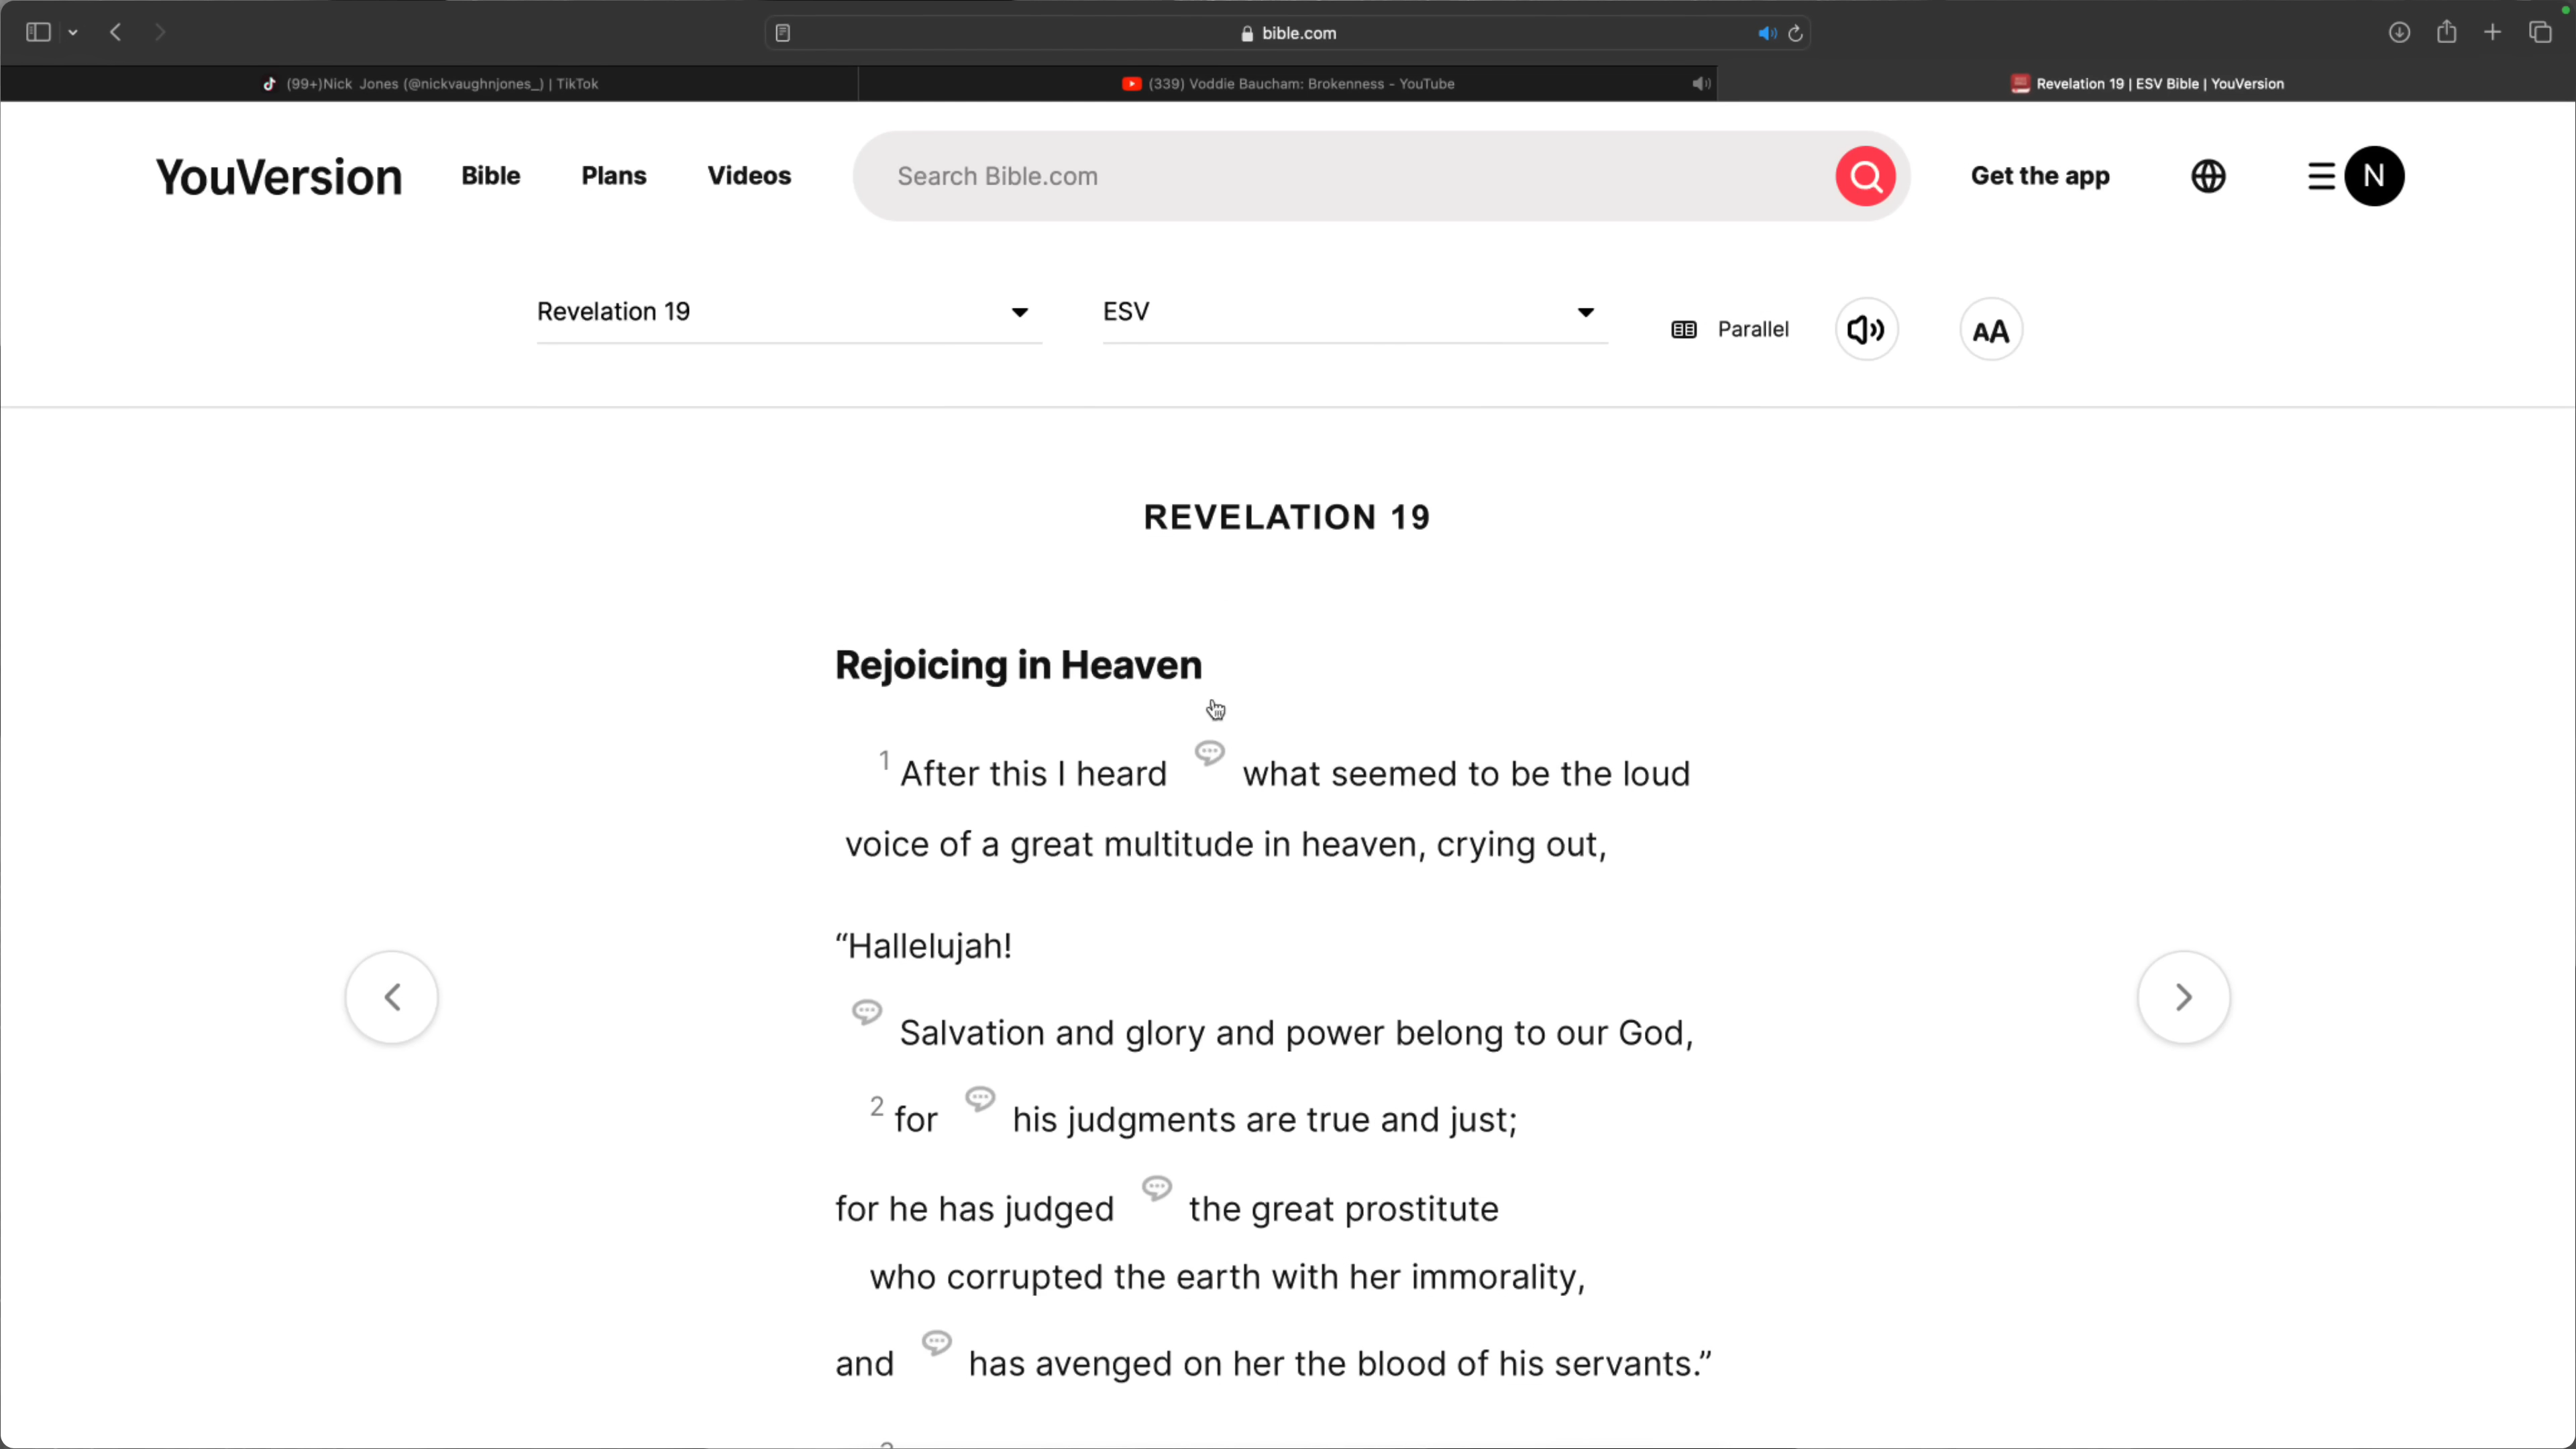 bible.com
(99+)Nick Jones (@nickvaughnjones_) | TikTok
(339) Voddie Baucham: Brokenness - YouTube
Revelation 19 | ESV Bible | YouVersion
YouVersion
Bible
Plans
Videos
Search Bible.com
Get the app
N
Revelation 19
ESV
Parallel
AA
REVELATION 19
Rejoicing in Heaven
1 After this I heard what seemed to be the loud
voice of a great multitude in heaven, crying out,
“Hallelujah!
Salvation and glory and power belong to our God,
2 for his judgments are true and just;
for he has judged the great prostitute
who corrupted the earth with her immorality,
and has avenged on her the blood of his servants.”